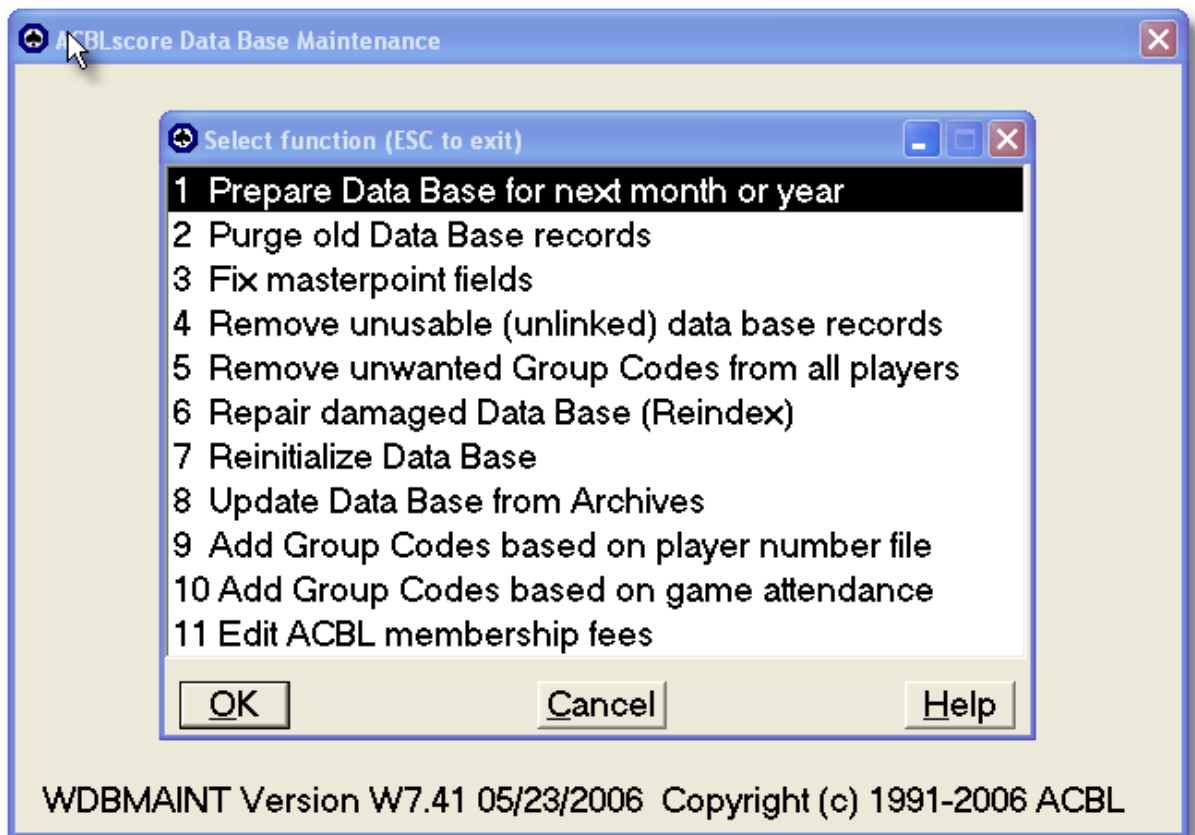 ACBLscore Data Base Maintenance
Select function (ESC to exit)
1 Prepare Data Base for next month or year
2 Purge old Data Base records
3 Fix masterpoint fields
4 Remove unusable (unlinked) data base records
5 Remove unwanted Group Codes from all players
6 Repair damaged Data Base (Reindex)
7 Reinitialize Data Base
8 Update Data Base from Archives
9 Add Group Codes based on player number file
10 Add Group Codes based on game attendance
11 Edit ACBL membership fees
OK Cancel Help
WDBMAINT Version W7.41 05/23/2006 Copyright (c) 1991-2006 ACBL